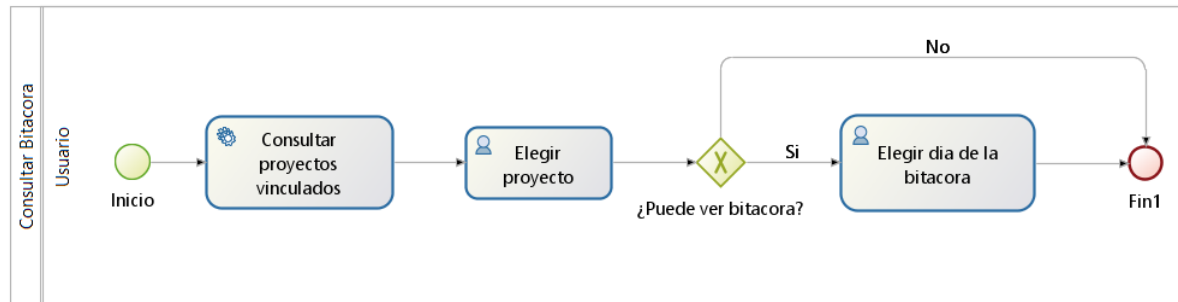 Consultar Bitacora
Usuario
Inicio
Consultar
proyectos
vinculados
Elegir
proyecto
¿Puede ver bitacora?
No
Si
Elegir dia de la
bitacora
Fin1